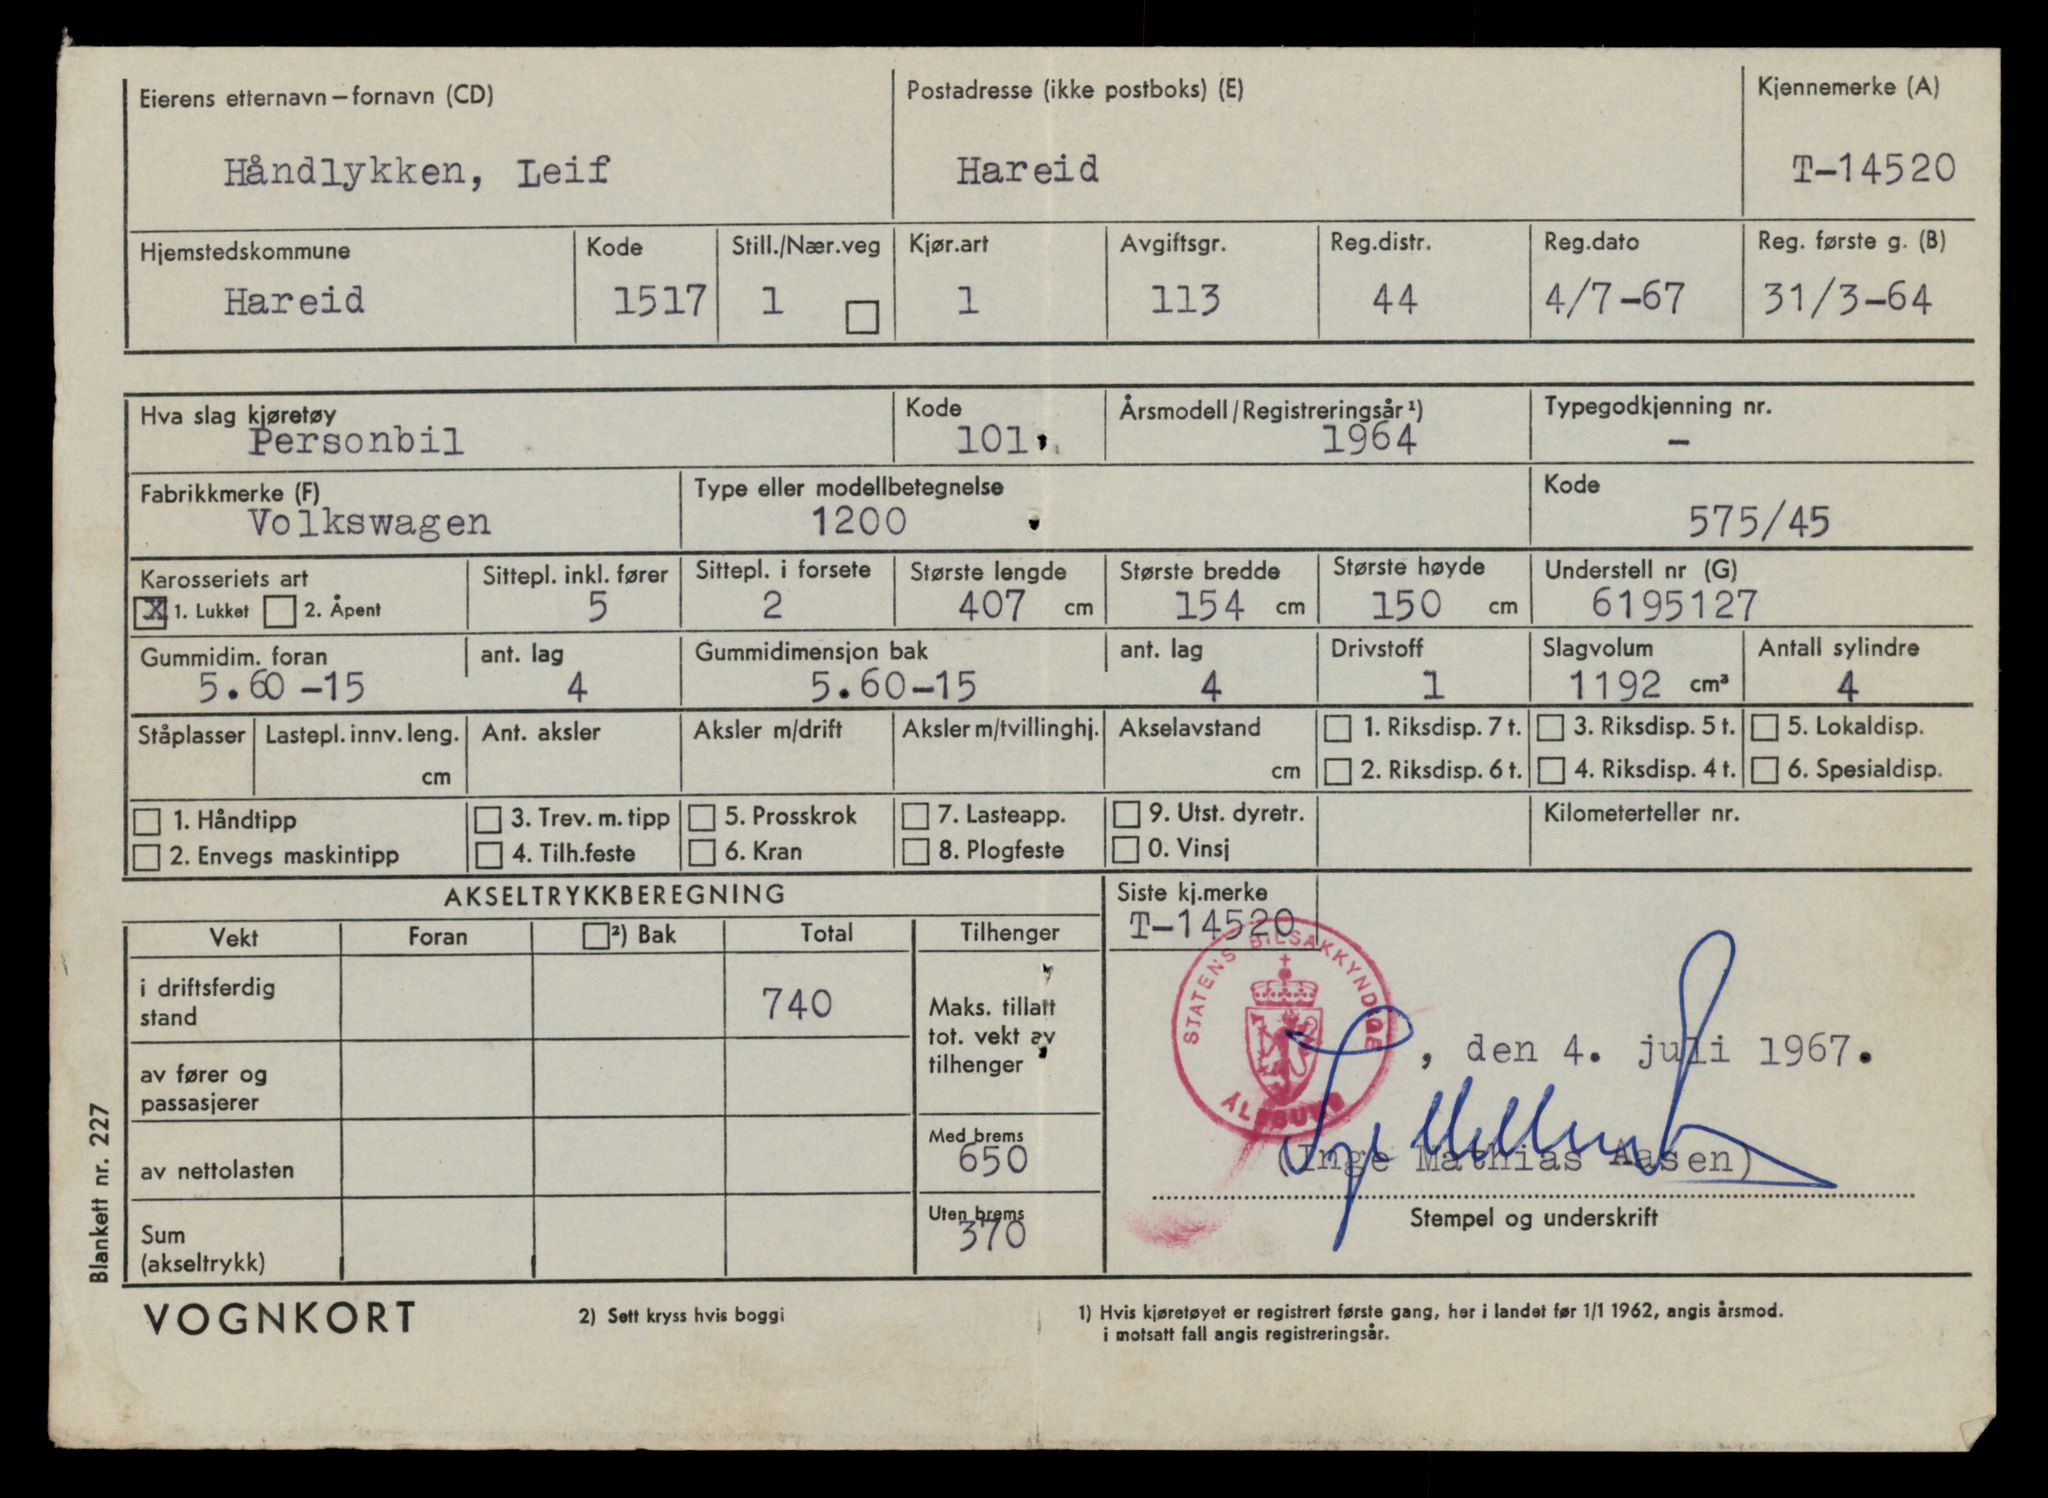 Eierens etternavn – fornavn (CD) Postadresse (ikke postboks) (E) Kjennemerke (A)
Håndlykken, Leif Hareid T-14520
Hjemstedskommune Kode Still./Nær.veg Kjør.art Avgiftsgr. Reg.distr. Reg.dato Reg. første g. (B)
Hareid 1517 1 1 113 44 4/7-67 31/3-64
Hva slag kjøretøy Kode Årsmodell/Registreringsår ¹) Typegodkjenning nr.
Personbil 101 1964 -
Fabrikkmerke (F) Type eller modellbetegnelse Kode
Volkswagen 1200 575/45
Karosseriets art Sittepl. inkl. fører Sittepl. i forsete Største lengde Største bredde Største høyde Understell nr (G)
X 1. Lukket 2. Åpent 5 2 407 cm 154 cm 150 cm 6195127
Gummidim. foran ant. lag Gummidimensjon bak ant. lag Drivstoff Slagvolum Antall sylindre
5.60-15 4 5.60-15 4 1 1192 cm³ 4
Ståplasser Lastepl. innv. leng. Ant. aksler Aksler m/drift Aksler m/tvillinghj. Akselavstand 1. Riksdisp. 7 t. 3. Riksdisp. 5 t. 5. Lokaldisp.
cm cm 2. Riksdisp. 6 t. 4. Riksdisp. 4 t. 6. Spesialdisp.
1. Håndtipp 3. Trev. m. tipp 5. Prosskrok 7. Lasteapp. 9. Utst. dyretr. Kilometerteller nr.
2. Envegs maskintipp 4. Tilh.feste 6. Kran 8. Plogfeste 0. Vinsj
AKSELTRYKKBEREGNING Siste kj.merke
T-14520
Vekt Foran ²) Bak Total Tilhenger
STATENS BILSAKKYNDIGE
ÅLESUND
i driftsferdig
stand 740
Maks. tillatt
tot. vekt av
tilhenger
, den 4. juli 1967.
av fører og
passasjerer
Med brems
650
av nettolasten
(Inge Mathias Aasen)
Uten brems
370
Stempel og underskrift
Sum
(akseltrykk)
Blankett nr. 227
VOGNKORT 2) Sett kryss hvis boggi 1) Hvis kjøretøyet er registrert første gang, her i landet før 1/1 1962, angis årsmod.
i motsatt fall angis registreringsår.